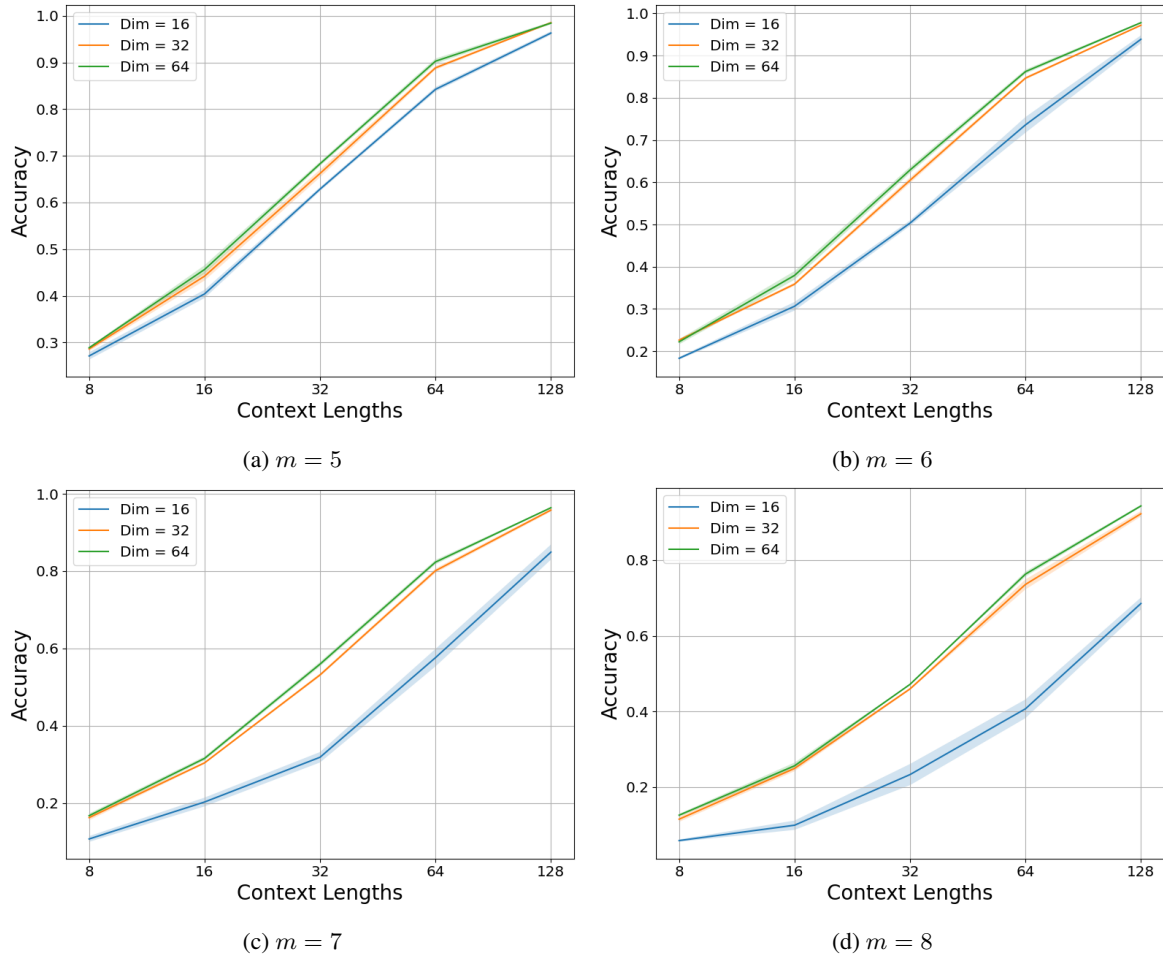 1.0
0.9
0.8
0.7
0.6
0.5
0.4
0.3
Accuracy
Dim = 16
Dim = 32
Dim = 64
8 16 32 64 128
Context Lengths
(a) m = 5
1.0
0.9
0.8
0.7
0.6
0.5
0.4
0.3
0.2
Accuracy
Dim = 16
Dim = 32
Dim = 64
8 16 32 64 128
Context Lengths
(b) m = 6
1.0
0.8
0.6
0.4
0.2
Accuracy
Dim = 16
Dim = 32
Dim = 64
8 16 32 64 128
Context Lengths
(c) m = 7
0.8
0.6
0.4
0.2
Accuracy
Dim = 16
Dim = 32
Dim = 64
8 16 32 64 128
Context Lengths
(d) m = 8